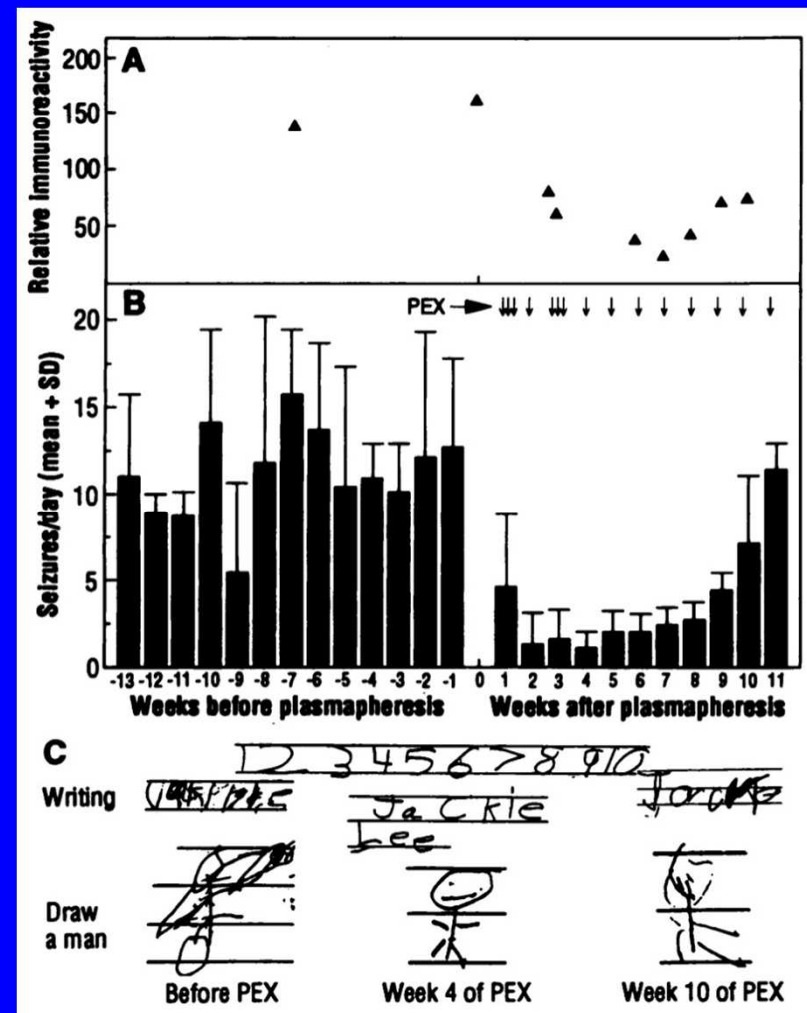 A
Relative Immunoreactivity
200
150
100
50
B
PEX
Seizures/day (mean + SD)
20
15
10
5
0
-13 -12 -11 -10 -9 -8 -7 -6 -5 -4 -3 -2 -1 0 1 2 3 4 5 6 7 8 9 10 11
Weeks before plasmapheresis Weeks after plasmapheresis
C
1 2 3 4 5 6 7 8 9 10
Writing
Jackie
Lee
Draw
a man
Before PEX Week 4 of PEX Week 10 of PEX